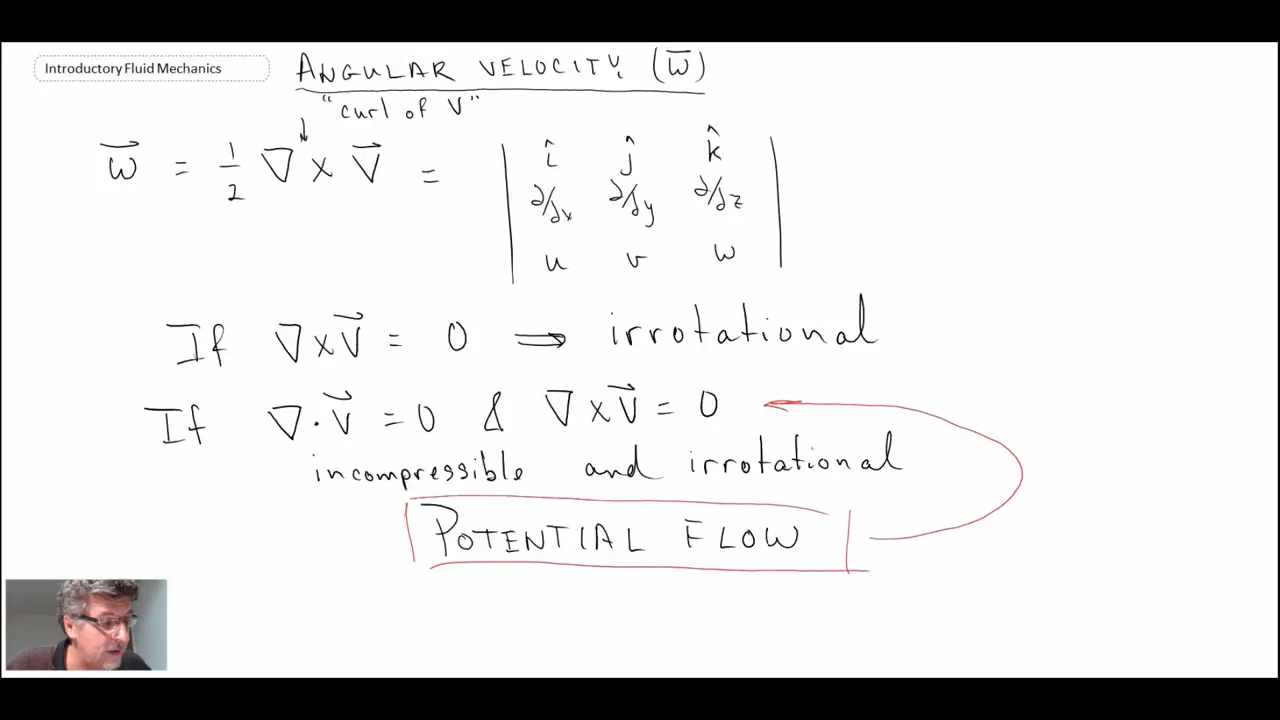 Introductory Fluid Mechanics
ANGULAR VELOCITY (ω̄)
"curl of V"
ω⃗ = 1/2 ∇ × V⃗ = | î ĵ k̂ |
| ∂/∂x ∂/∂y ∂/∂z |
| u v w |
If ∇ × V⃗ = 0 ⟹ irrotational
If ∇ · V⃗ = 0 & ∇ × V⃗ = 0
incompressible and irrotational
POTENTIAL FLOW